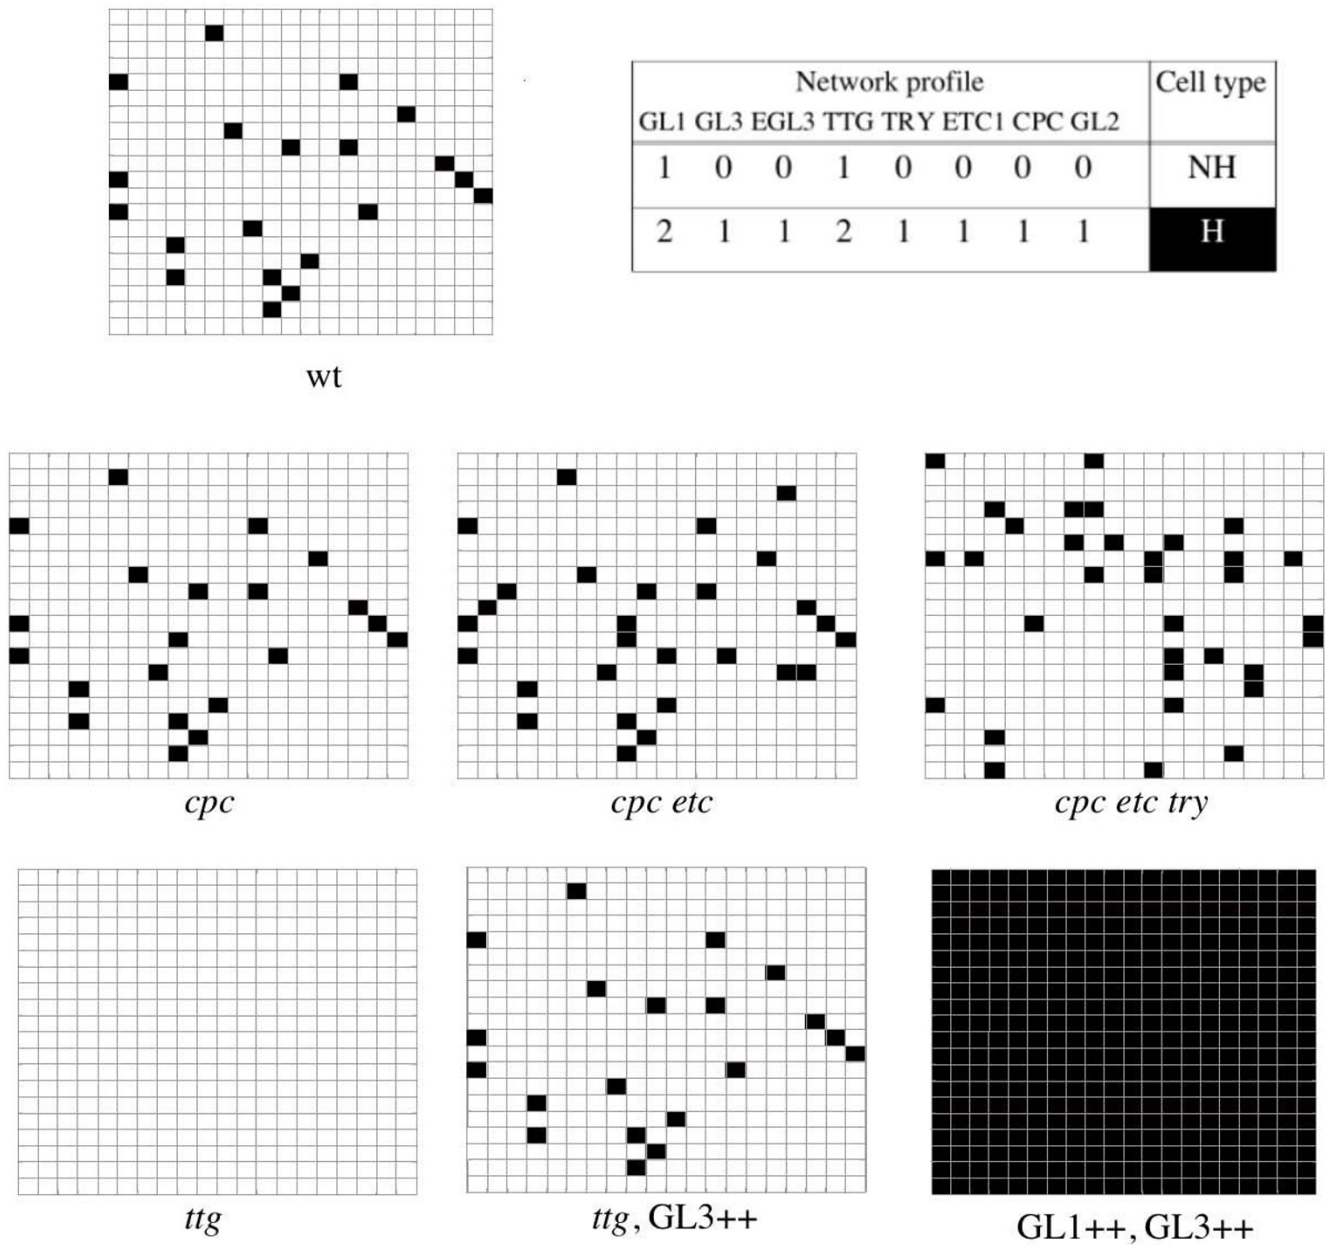 Network profile Cell type
GL1 GL3 EGL3 TTG TRY ETC1 CPC GL2
1 0 0 1 0 0 0 0 NH
2 1 1 2 1 1 1 1 H
wt
cpc
cpc etc
cpc etc try
ttg
ttg, GL3++
GL1++, GL3++